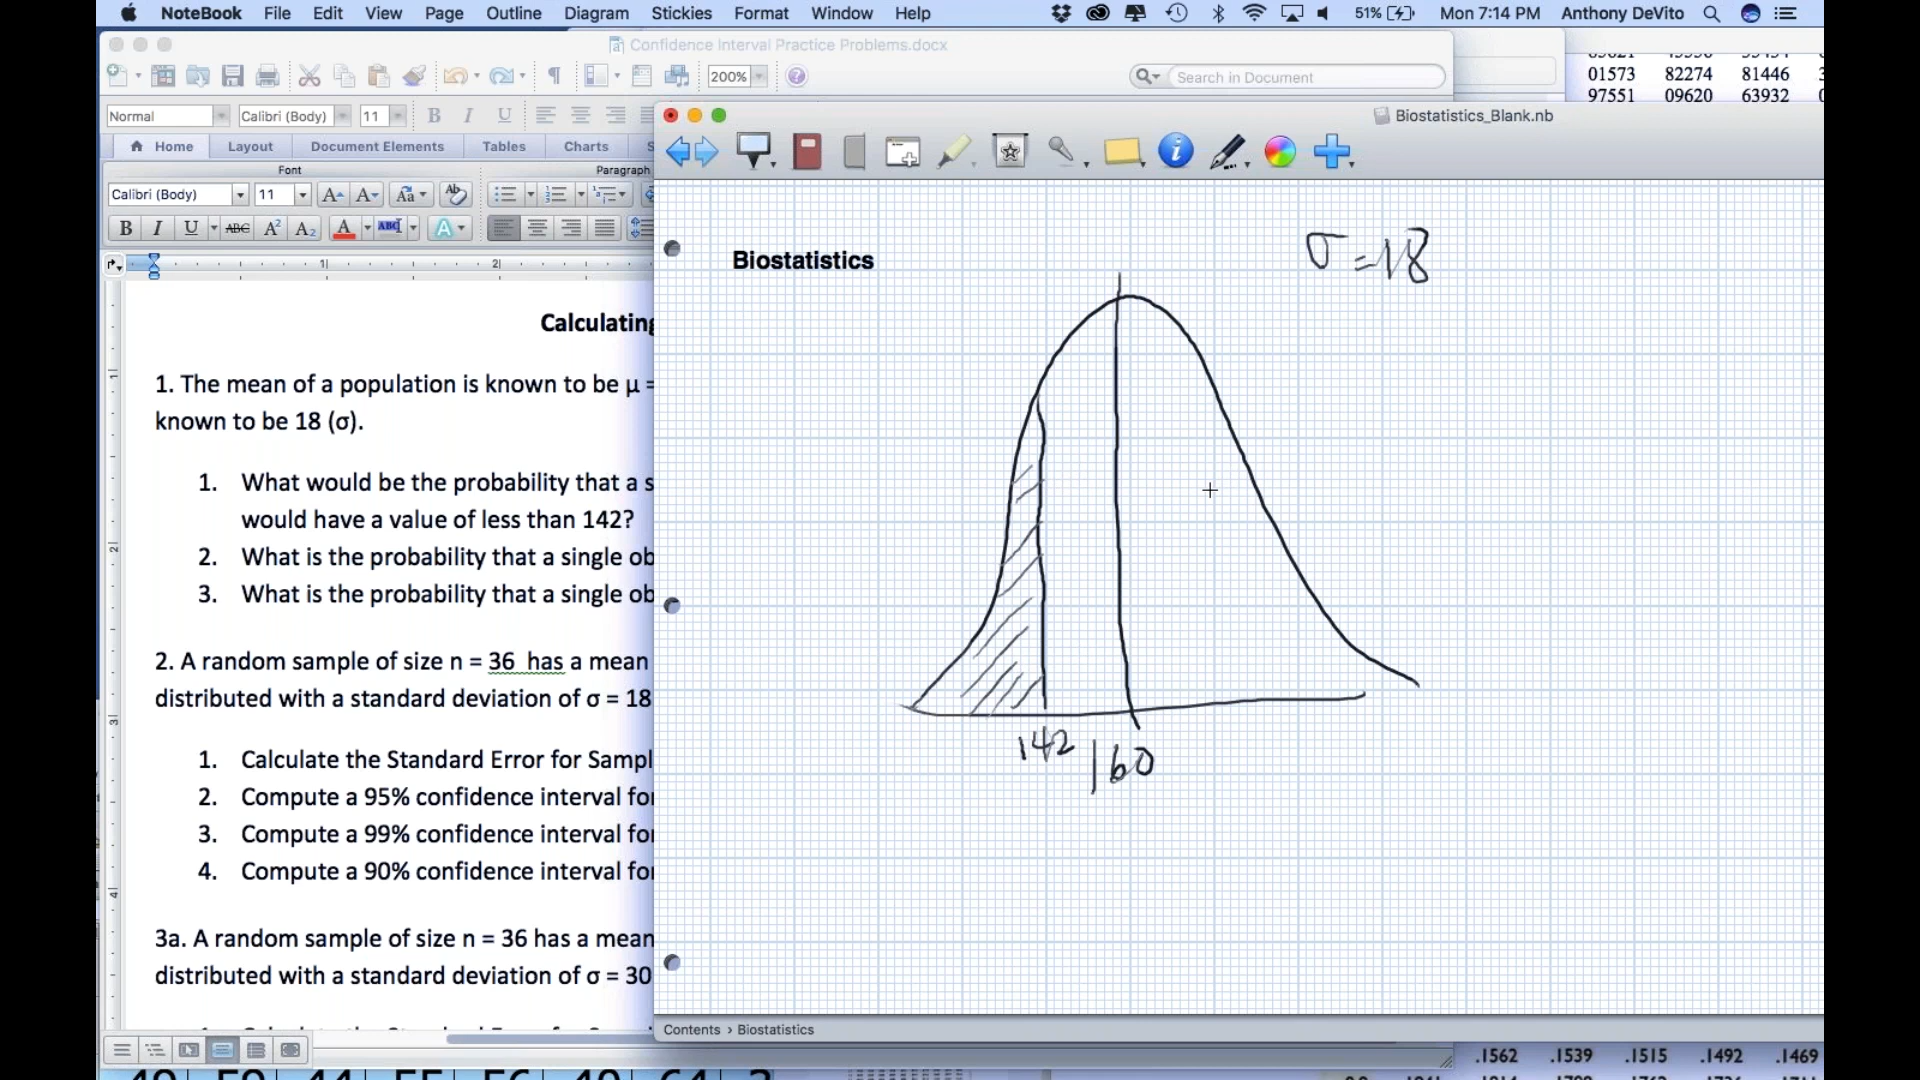 NoteBook File Edit View Page Outline Diagram Stickies Format Window Help 51% Mon 7:14 PM Anthony DeVito
Confidence Interval Practice Problems.docx
200% Search in Document
01573 82274 81446
97551 09620 63932
Normal Calibri (Body) 11 B I U
Biostatistics_Blank.nb
Home Layout Document Elements Tables Charts S
Font Paragraph
Calibri (Body) 11
B I U ABC A² A₂ A ABC A
Biostatistics
σ=18
Calculating
1. The mean of a population is known to be μ =
known to be 18 (σ).
1. What would be the probability that a s
would have a value of less than 142?
2. What is the probability that a single ob
3. What is the probability that a single ob
2. A random sample of size n = 36 has a mean
distributed with a standard deviation of σ = 18
1. Calculate the Standard Error for Sampl
2. Compute a 95% confidence interval for
3. Compute a 99% confidence interval for
4. Compute a 90% confidence interval for
142 160
3a. A random sample of size n = 36 has a mean
distributed with a standard deviation of σ = 30
Contents › Biostatistics
.1562 .1539 .1515 .1492 .1469